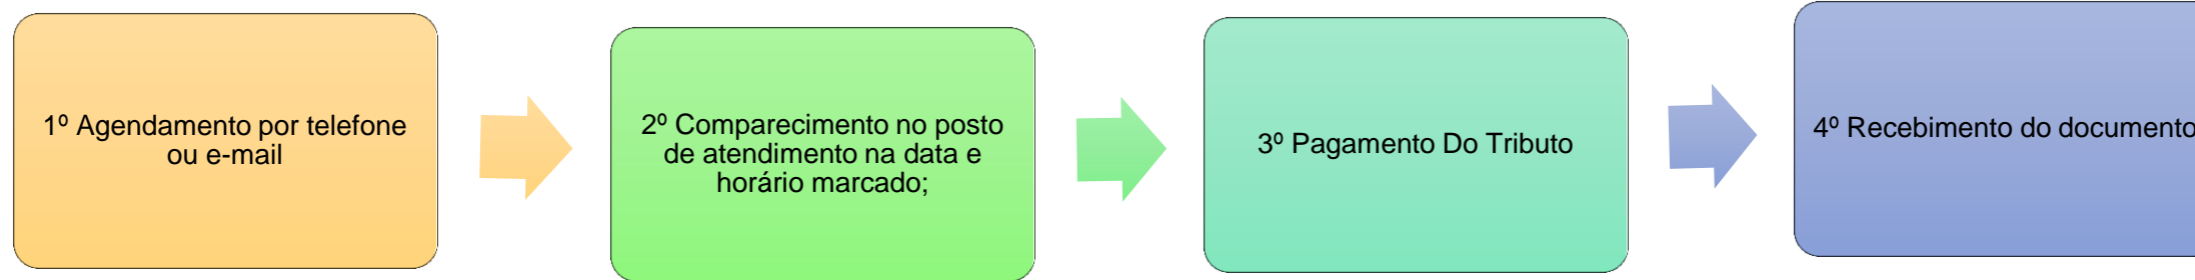 1º Agendamento por telefone
ou e-mail
2º Comparecimento no posto
de atendimento na data e
horário marcado;
3º Pagamento Do Tributo
4º Recebimento do documento